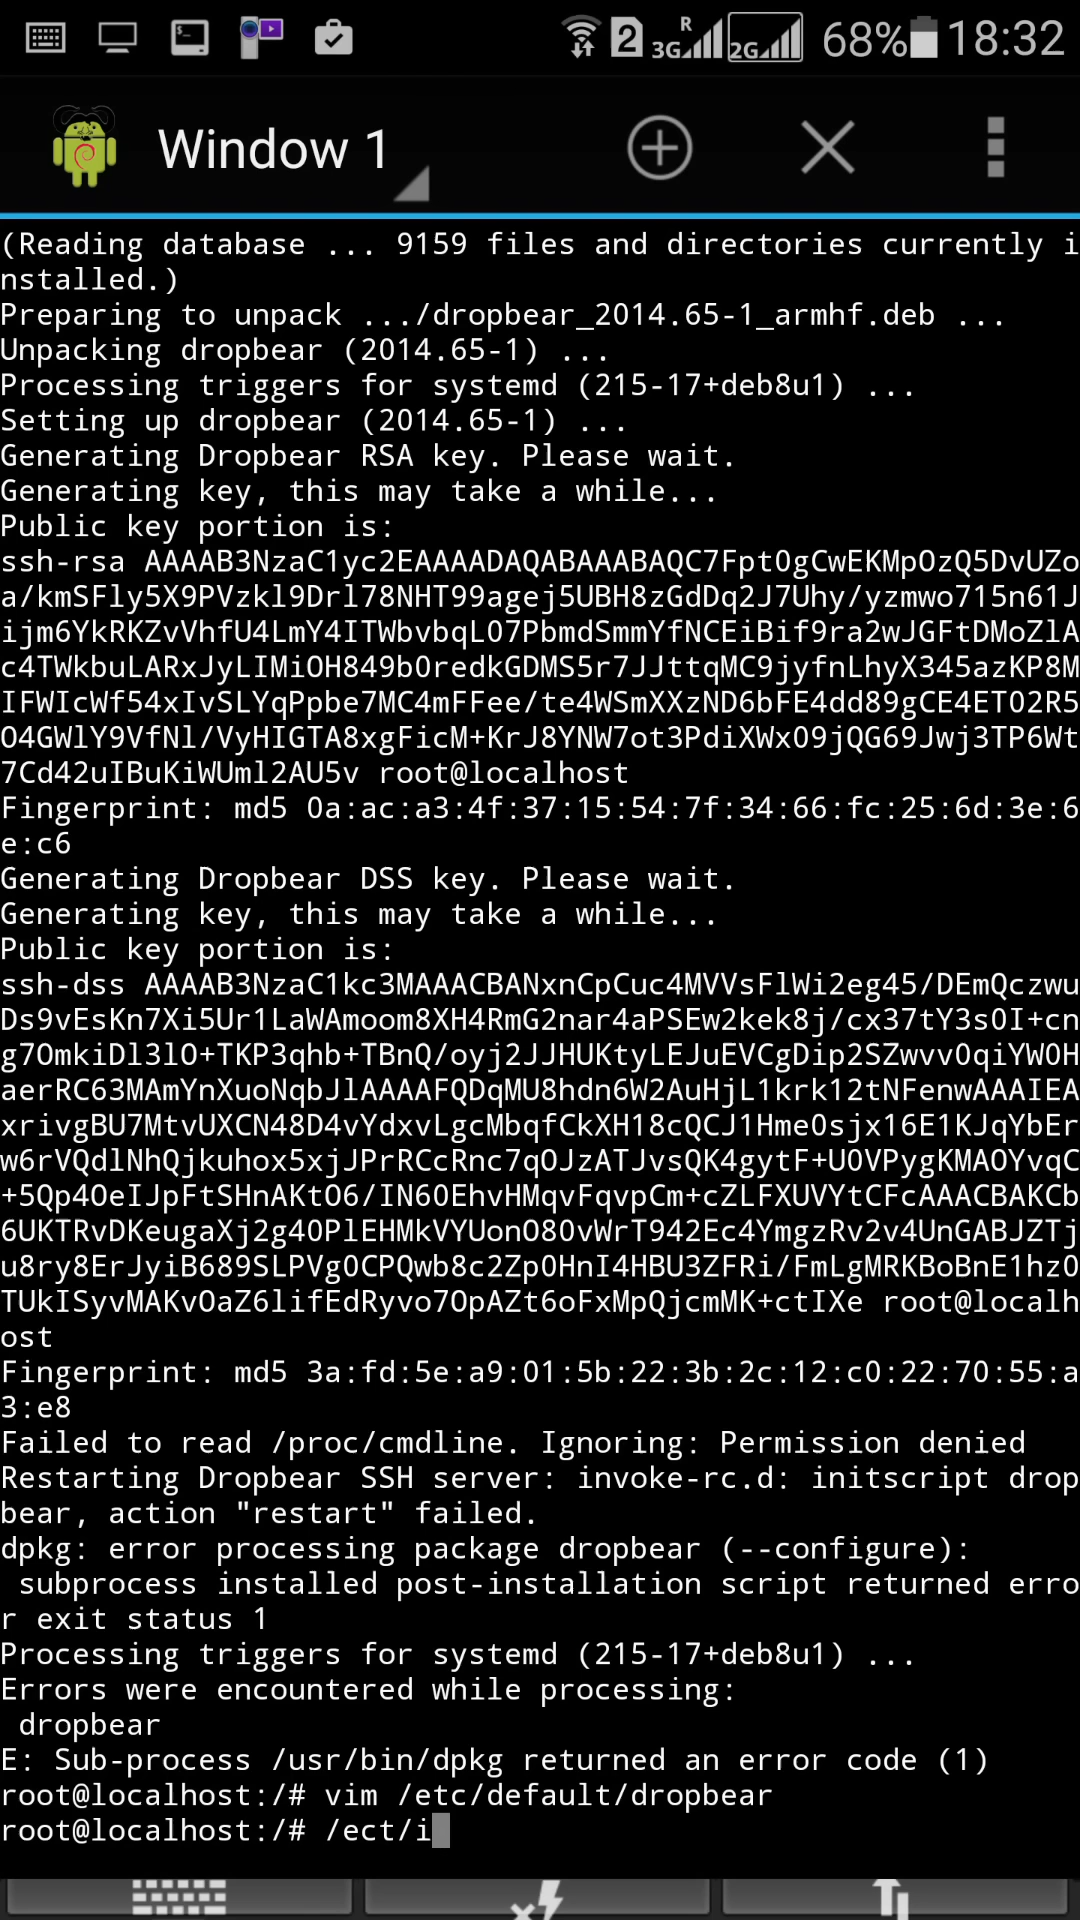 2 3G R 2G 68% 18:32
Window 1
(Reading database ... 9159 files and directories currently i
nstalled.)
Preparing to unpack .../dropbear_2014.65-1_armhf.deb ...
Unpacking dropbear (2014.65-1) ...
Processing triggers for systemd (215-17+deb8u1) ...
Setting up dropbear (2014.65-1) ...
Generating Dropbear RSA key. Please wait.
Generating key, this may take a while...
Public key portion is:
ssh-rsa AAAAB3NzaC1yc2EAAAADAQABAAABAQC7Fpt0gCwEKMpOzQ5DvUZo
a/kmSFly5X9PVzkl9Drl78NHT99agej5UBH8zGdDq2J7Uhy/yzmwo715n61J
ijm6YkRKZvVhfU4LmY4ITWbvbqL07PbmdSmmYfNCEiBif9ra2wJGFtDMoZlA
c4TWkbuLARxJyLIMiOH849b0redkGDMS5r7JJttqMC9jyfnLhyX345azKP8M
IFWIcWf54xIvSLYqPpbe7MC4mFFee/te4WSmXXzND6bFE4dd89gCE4ET02R5
O4GWlY9VfNl/VyHIGTA8xgFicM+KrJ8YNW7ot3PdiXWx09jQG69Jwj3TP6Wt
7Cd42uIBuKiWUml2AU5v root@localhost
Fingerprint: md5 0a:ac:a3:4f:37:15:54:7f:34:66:fc:25:6d:3e:6
e:c6
Generating Dropbear DSS key. Please wait.
Generating key, this may take a while...
Public key portion is:
ssh-dss AAAAB3NzaC1kc3MAAACBANxnCpCuc4MVVsFlWi2eg45/DEmQczwu
Ds9vEsKn7Xi5Ur1LaWAmoom8XH4RmG2nar4aPSEw2kek8j/cx37tY3s0I+cn
g7OmkiDl3lO+TKP3qhb+TBnQ/oyj2JJHUKtyLEJuEVCgDip2SZwvv0qiYW0H
aerRC63MAmYnXuoNqbJlAAAAFQDqMU8hdn6W2AuHjL1krk12tNFenwAAAIEA
xrivgBU7MtvUXCN48D4vYdxvLgcMbqfCkXH18cQCJ1Hme0sjx16E1KJqYbEr
w6rVQdlNhQjkuhox5xjJPrRCcRnc7qOJzATJvsQK4gytF+U0VPygKMAOYvqC
+5Qp4OeIJpFtSHnAKtO6/IN60EhvHMqvFqvpCm+cZLFXUVYtCFcAAACBAKCb
6UKTRvDKeugaXj2g40PlEHMkVYUonO80vWrT942Ec4YmgzRv2v4UnGABJZTj
u8ry8ErJyiB689SLPVg0CPQwb8c2Zp0HnI4HBU3ZFRi/FmLgMRKBoBnE1hz0
TUkISyvMAKvOaZ6lifEdRyvo7OpAZt6oFxMpQjcmMK+ctIXe root@localh
ost
Fingerprint: md5 3a:fd:5e:a9:01:5b:22:3b:2c:12:c0:22:70:55:a
3:e8
Failed to read /proc/cmdline. Ignoring: Permission denied
Restarting Dropbear SSH server: invoke-rc.d: initscript drop
bear, action "restart" failed.
dpkg: error processing package dropbear (--configure):
 subprocess installed post-installation script returned erro
r exit status 1
Processing triggers for systemd (215-17+deb8u1) ...
Errors were encountered while processing:
 dropbear
E: Sub-process /usr/bin/dpkg returned an error code (1)
root@localhost:/# vim /etc/default/dropbear
root@localhost:/# /ect/i